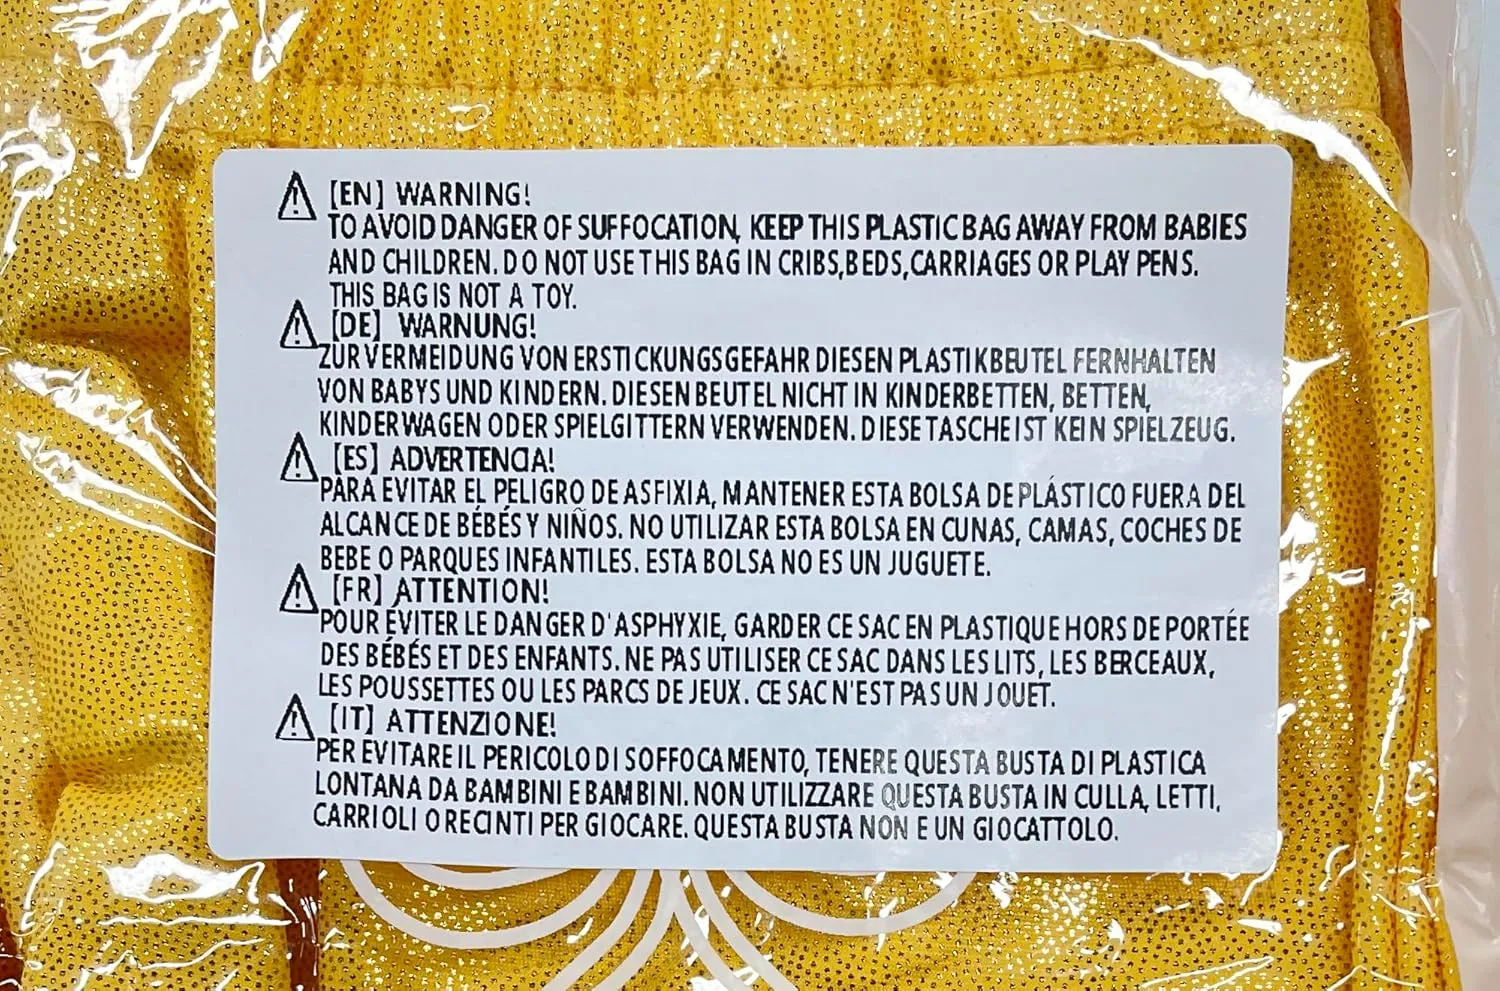 [EN] WARNING!
TO AVOID DANGER OF SUFFOCATION, KEEP THIS PLASTIC BAG AWAY FROM BABIES
AND CHILDREN. DO NOT USE THIS BAG IN CRIBS,BEDS,CARRIAGES OR PLAY PENS.
THIS BAG IS NOT A TOY.
[DE] WARNUNG!
ZUR VERMEIDUNG VON ERSTICKUNGSGEFAHR DIESEN PLASTIKBEUTEL FERNHALTEN
VON BABYS UND KINDERN. DIESEN BEUTEL NICHT IN KINDERBETTEN, BETTEN,
KINDERWAGEN ODER SPIELGITTERN VERWENDEN. DIESE TASCHE IST KEIN SPIELZEUG.
[ES] ADVERTENCIA!
PARA EVITAR EL PELIGRO DE ASFIXIA, MANTENER ESTA BOLSA DE PLÁSTICO FUERA DEL
ALCANCE DE BÉBÉS Y NIÑOS. NO UTILIZAR ESTA BOLSA EN CUNAS, CAMAS, COCHES DE
BEBE O PARQUES INFANTILES. ESTA BOLSA NO ES UN JUGUETE.
[FR] ATTENTION!
POUR ÉVITER LE DANGER D'ASPHYXIE, GARDER CE SAC EN PLASTIQUE HORS DE PORTÉE
DES BÉBÉS ET DES ENFANTS. NE PAS UTILISER CE SAC DANS LES LITS, LES BERCEAUX,
LES POUSSETTES OU LES PARCS DE JEUX. CE SAC N'EST PAS UN JOUET.
[IT] ATTENZIONE!
PER EVITARE IL PERICOLO DI SOFFOCAMENTO, TENERE QUESTA BUSTA DI PLASTICA
LONTANA DA BAMBINI E BAMBINI. NON UTILIZZARE QUESTA BUSTA IN CULLA, LETTI,
CARRIOLI O RECINTI PER GIOCARE. QUESTA BUSTA NON E UN GIOCATTOLO.